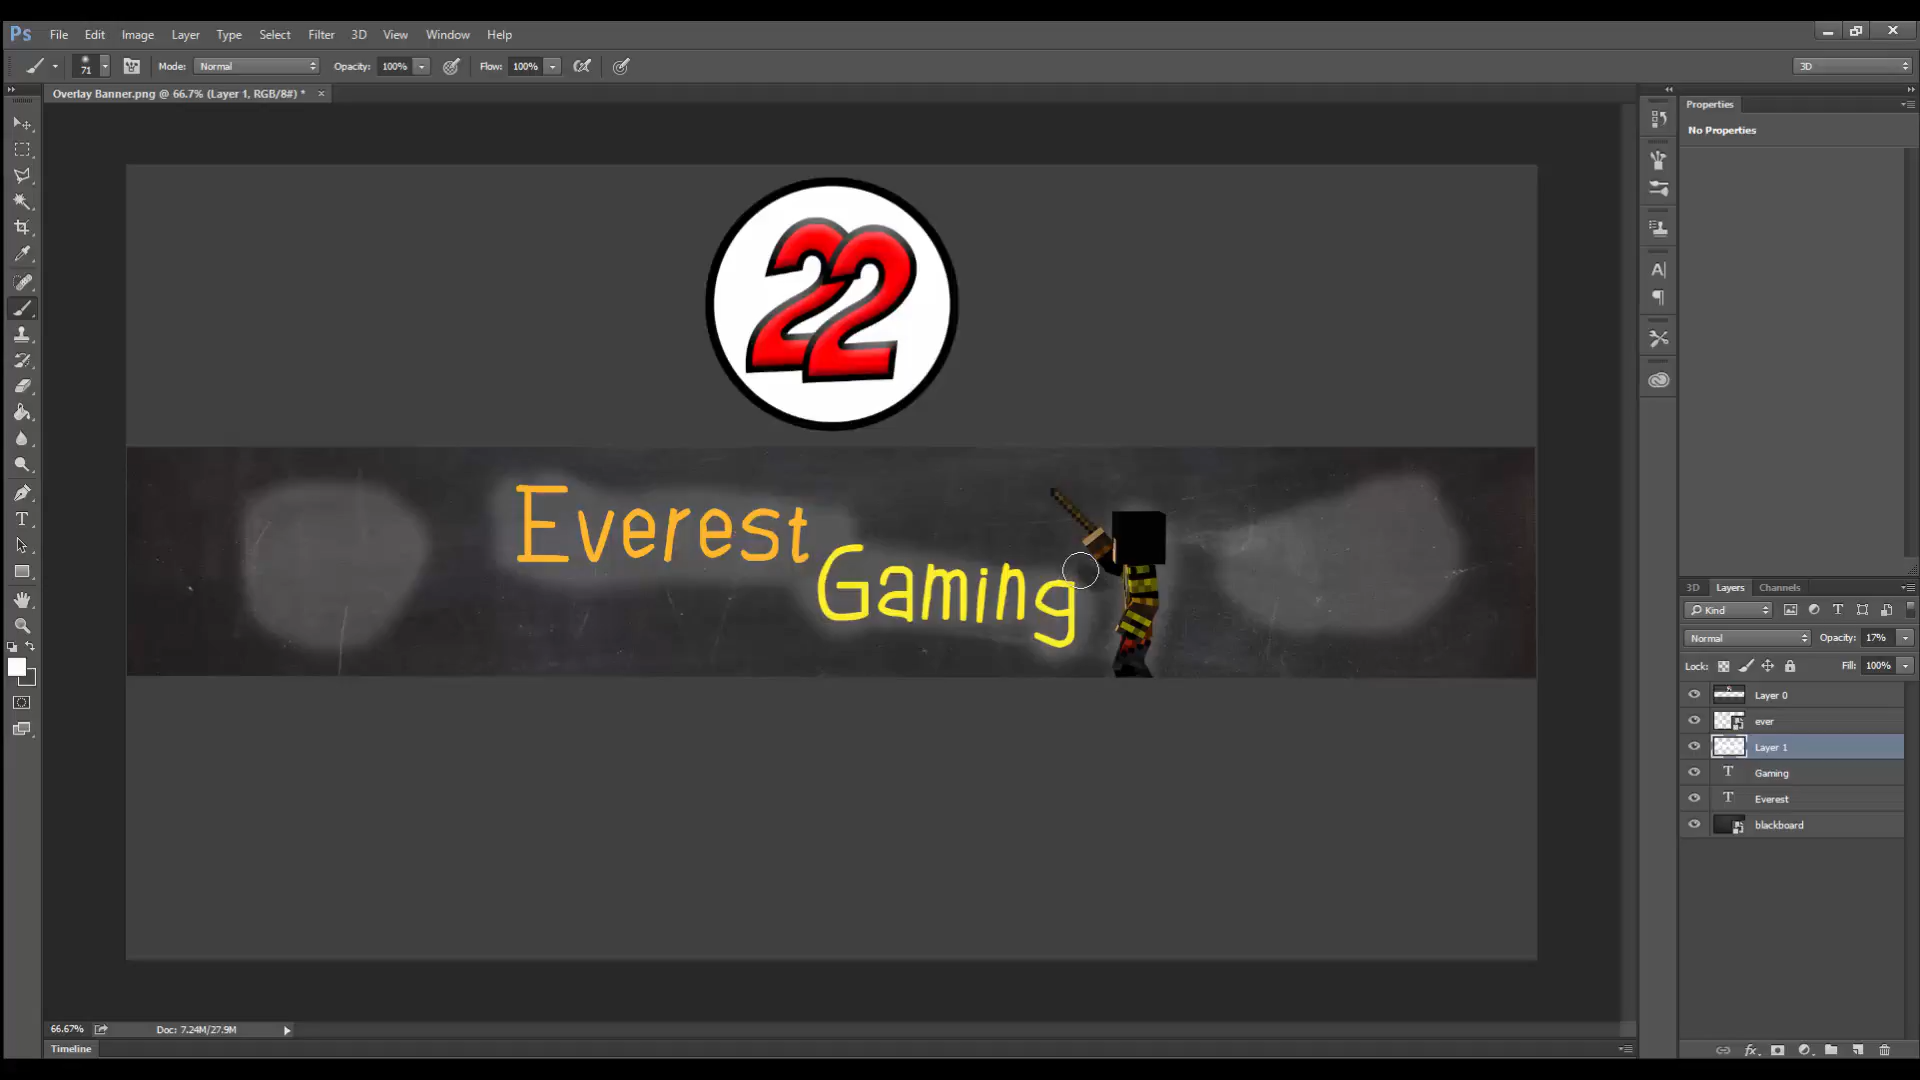 Ps File Edit Image Layer Type Select Filter 3D View Window Help
71 Mode: Normal Opacity: 100% Flow: 100% 3D
Overlay Banner.png @ 66.7% (Layer 1, RGB/8#) * ×
Properties
No Properties
22
Everest
Gaming
3D Layers Channels
Kind
Normal Opacity: 17%
Lock: Fill: 100%
Layer 0
ever
Layer 1
Gaming
Everest
blackboard
66.67% Doc: 7.24M/27.9M
Timeline